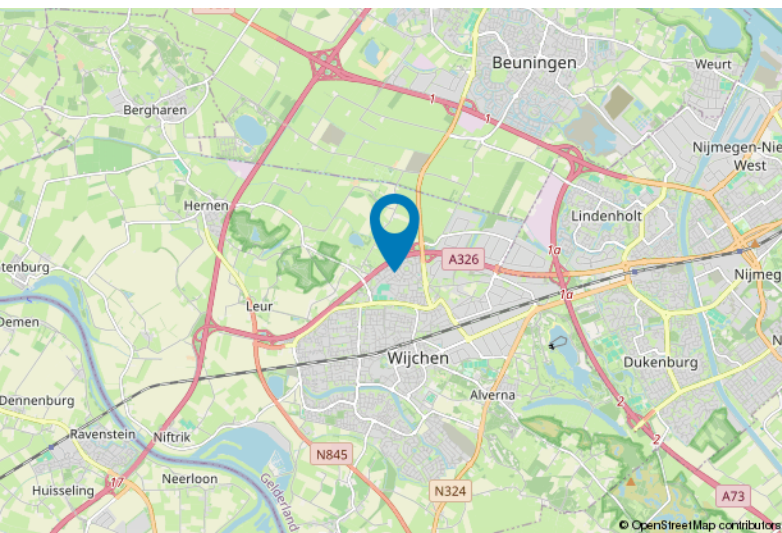 Beuningen
Weurt
Bergharen
1
1
Nijmegen-Nie
West
Hernen
Lindenholt
1a
A326
Nijmeg
tenburg
1a
Leur
Demen
Wijchen
Dukenburg
N
Dennenburg
Alverna
2
Ravenstein
Niftrik
2
N845
Neerloon
17
Huisseling
Gelderland
N324
A73
© OpenStreetMap contributors